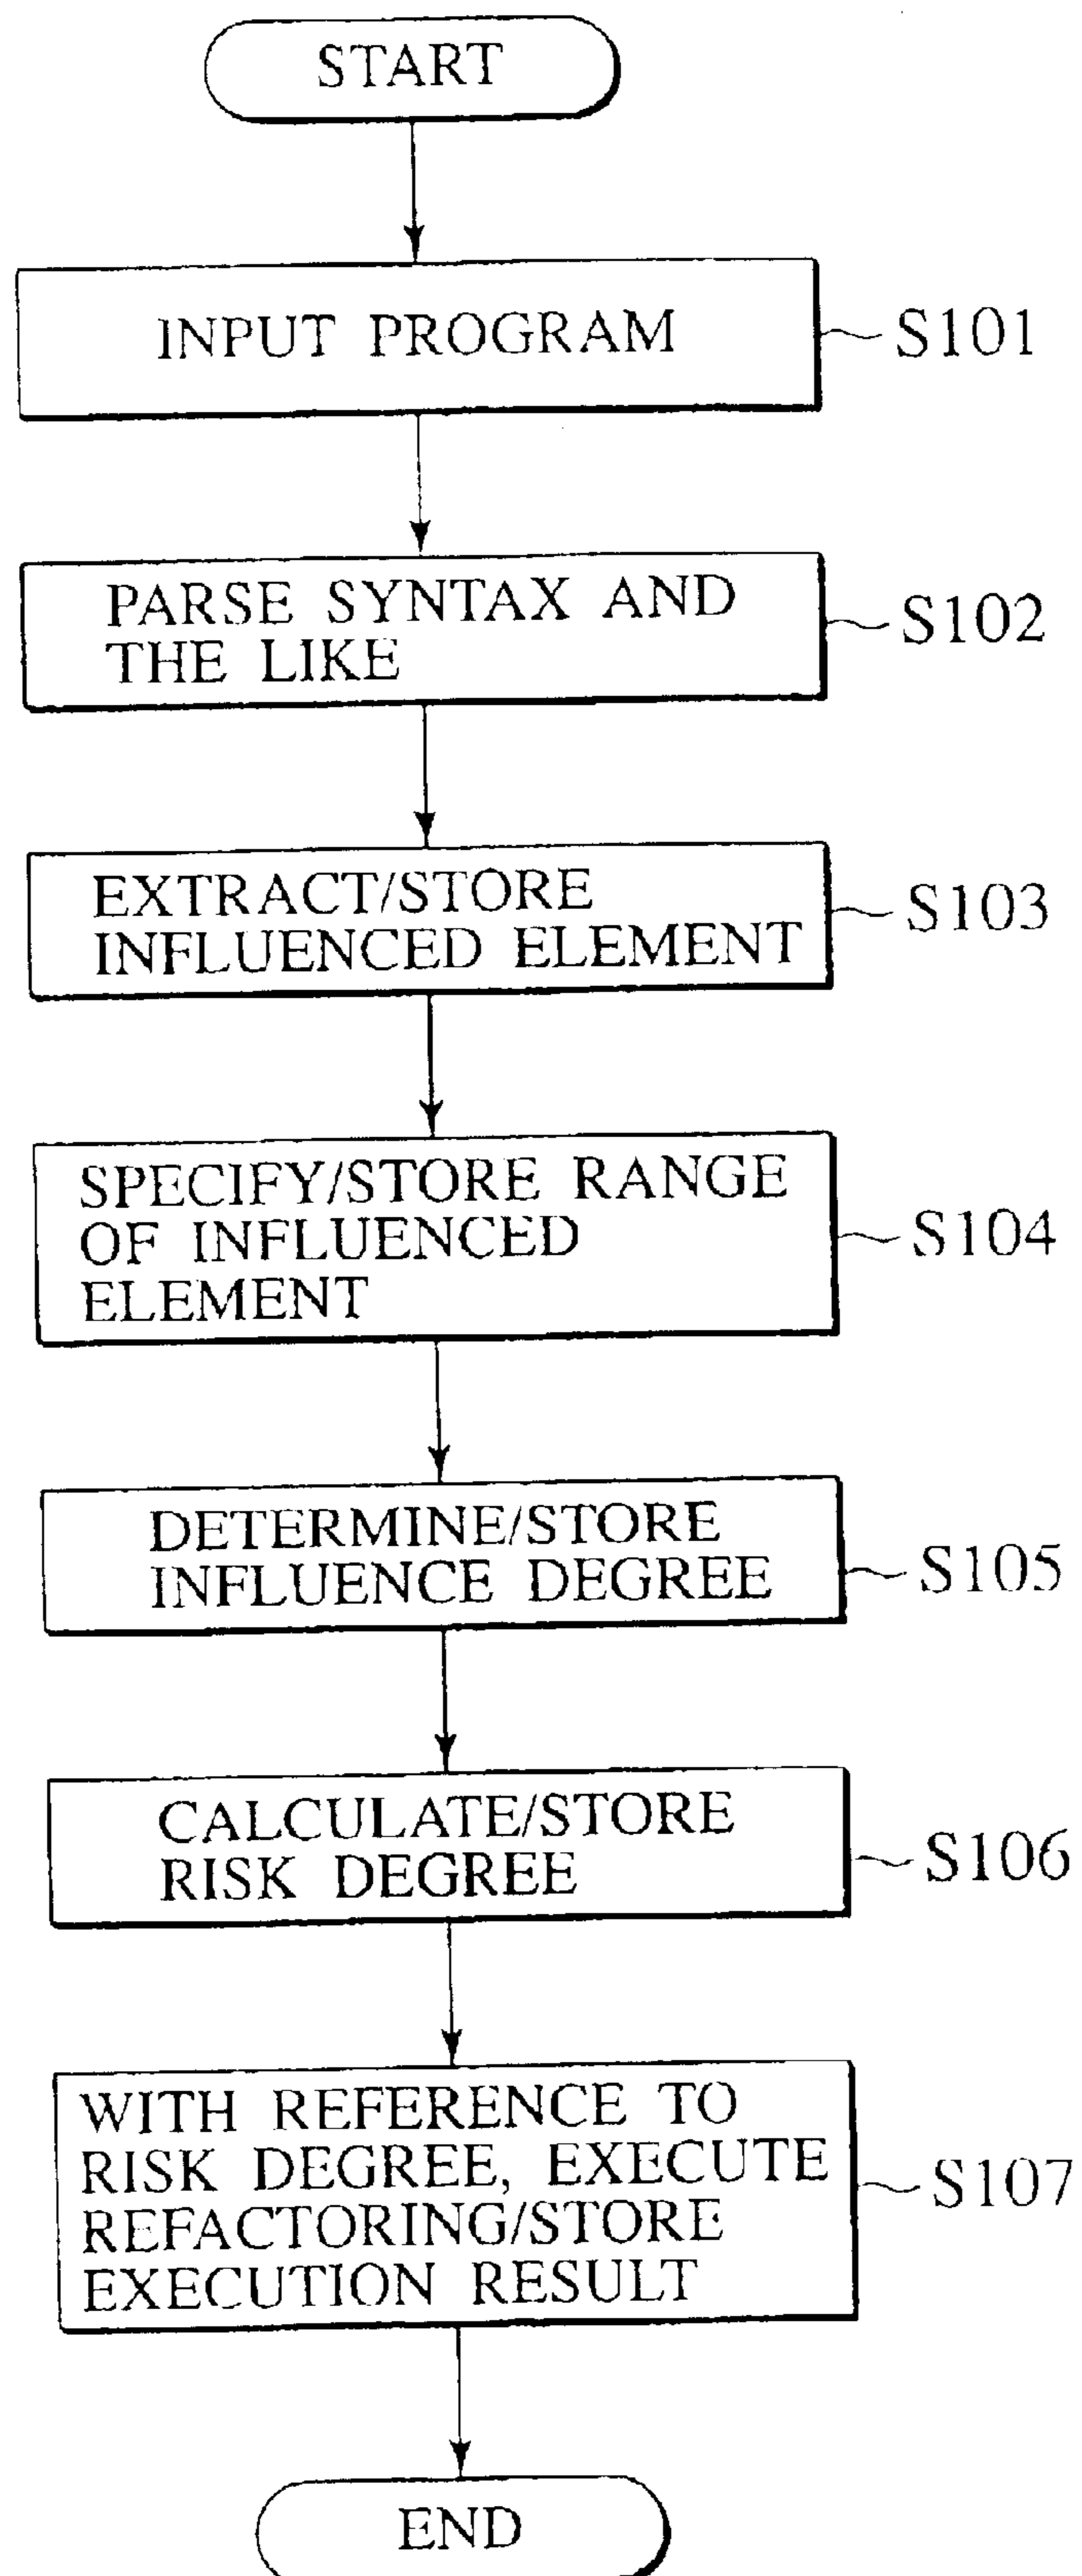 START
INPUT PROGRAM
S101
PARSE SYNTAX AND
THE LIKE
S102
EXTRACT/STORE
INFLUENCED ELEMENT
S103
SPECIFY/STORE RANGE
OF INFLUENCED
ELEMENT
S104
DETERMINE/STORE
INFLUENCE DEGREE
S105
CALCULATE/STORE
RISK DEGREE
S106
WITH REFERENCE TO
RISK DEGREE, EXECUTE
REFACTORING/STORE
EXECUTION RESULT
S107
END